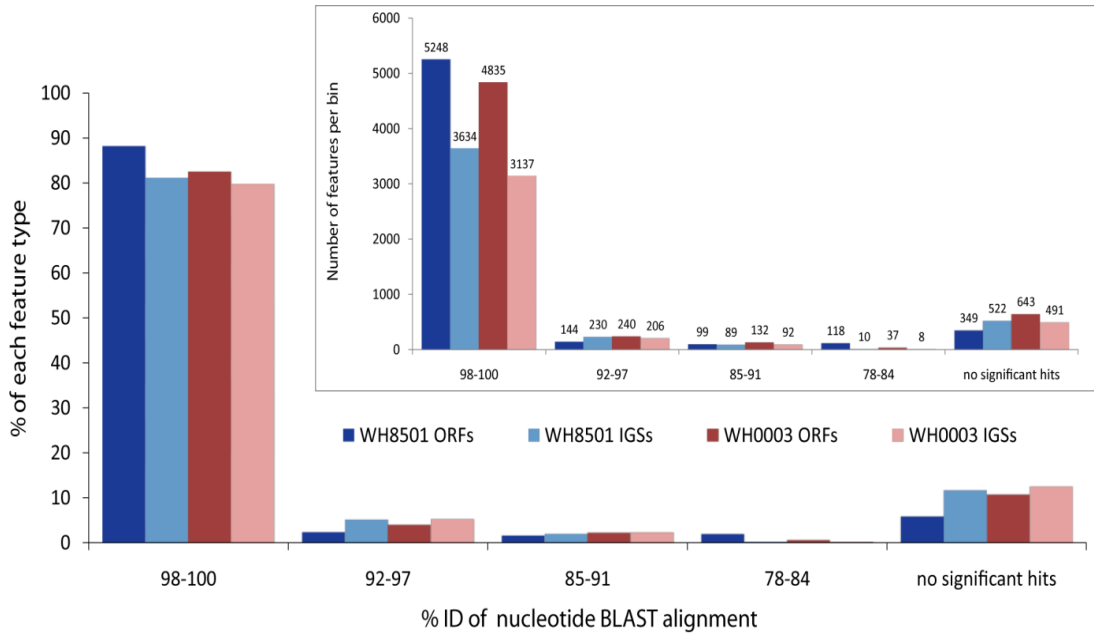 6000
5000
4000
3000
2000
1000
0
Number of features per bin
5248
3634
4835
3137
144 230 240 206
99 89 132 92
118 10 37 8
349 522 643 491
98-100 92-97 85-91 78-84 no significant hits
100
90
80
70
60
50
40
30
20
10
0
% of each feature type
WH8501 ORFs WH8501 IGSs WH0003 ORFs WH0003 IGSs
98-100 92-97 85-91 78-84 no significant hits
% ID of nucleotide BLAST alignment